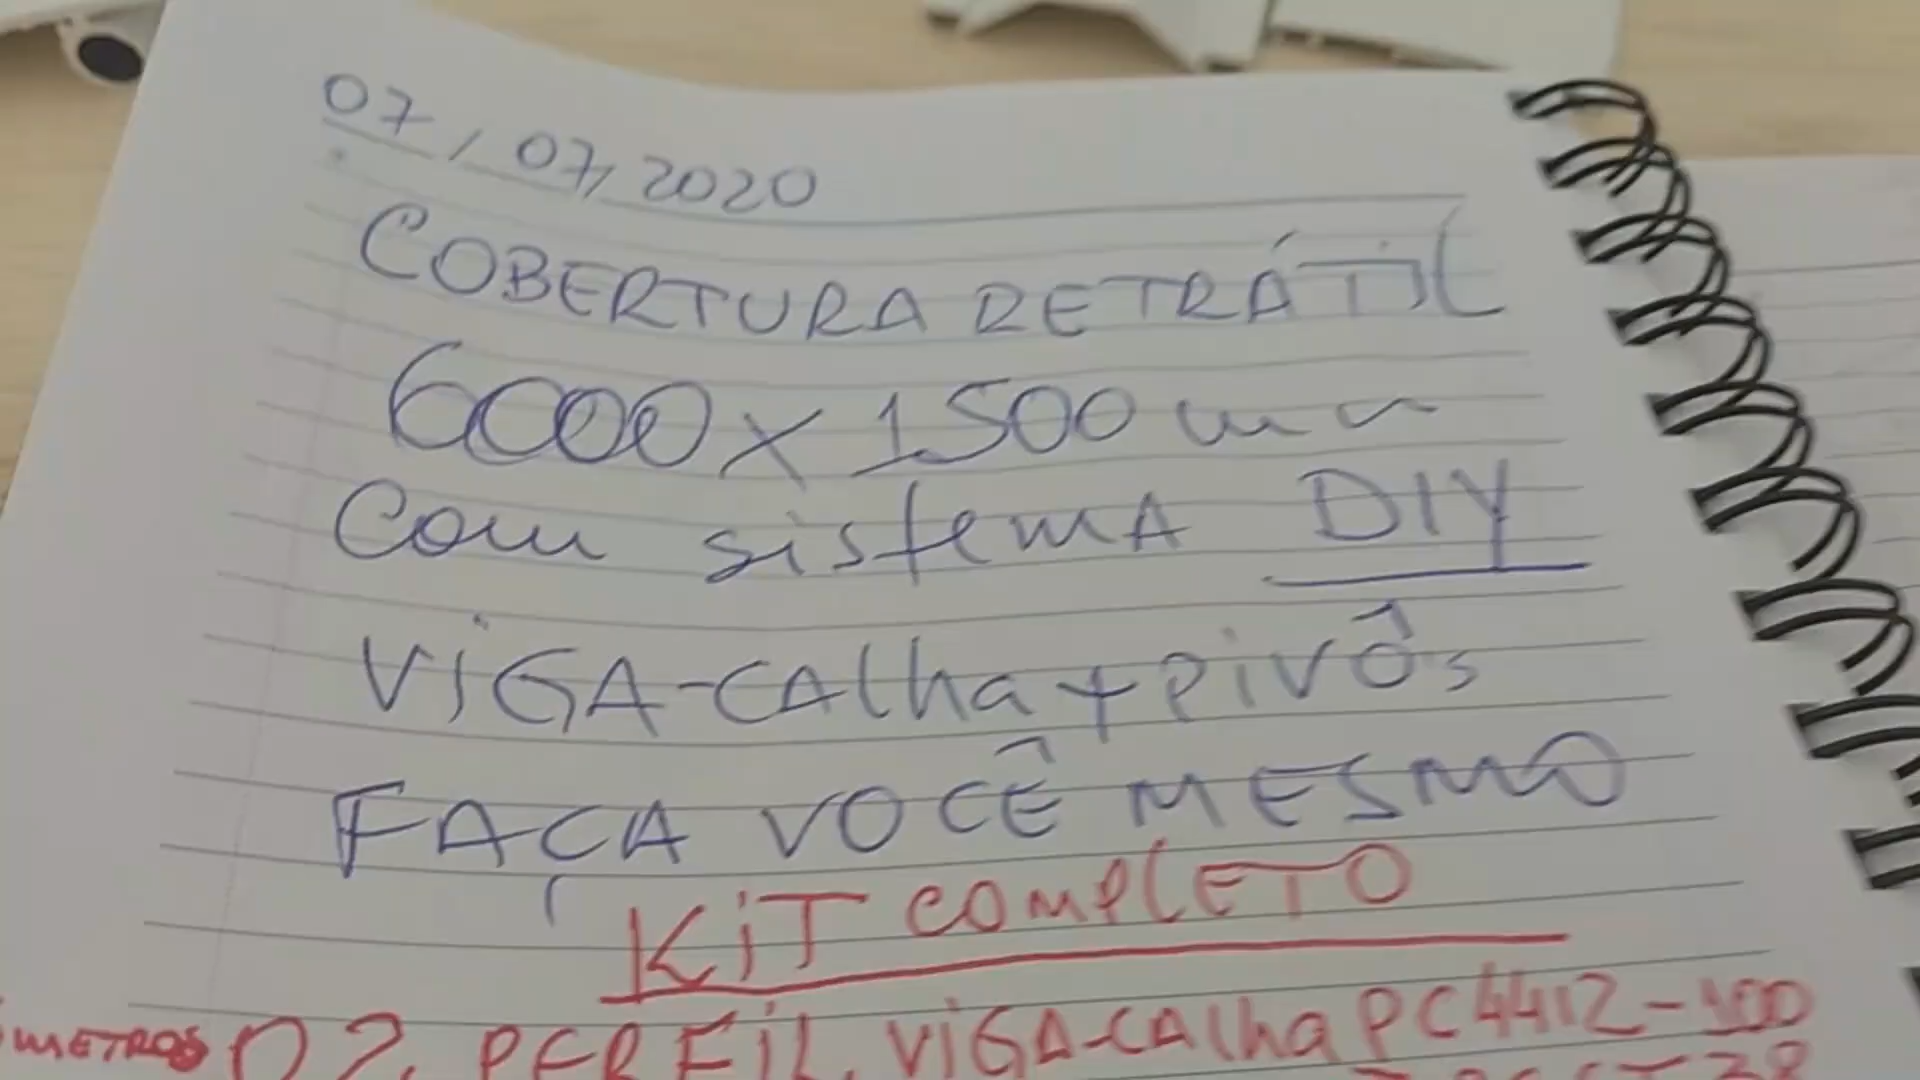 07/07/2020
COBERTURA RETRÁTIL
6000 X 1500 mm
Com sistemA DIY
ViGA-CAlha + PiVÔs
FAÇA VOCÊ MESMO
KiT COMPLETO
METROS 02 PERFIL ViGA-CAlha PC4412-100